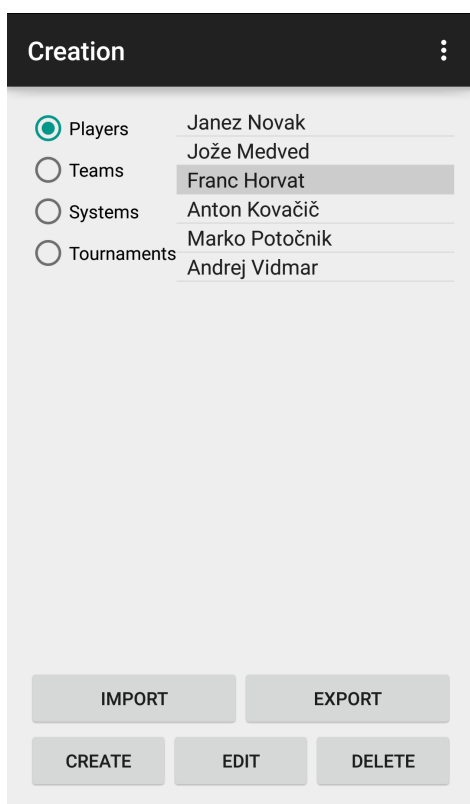 Creation
Players
Teams
Systems
Tournaments
Janez Novak
Jože Medved
Franc Horvat
Anton Kovačič
Marko Potočnik
Andrej Vidmar
IMPORT
EXPORT
CREATE
EDIT
DELETE